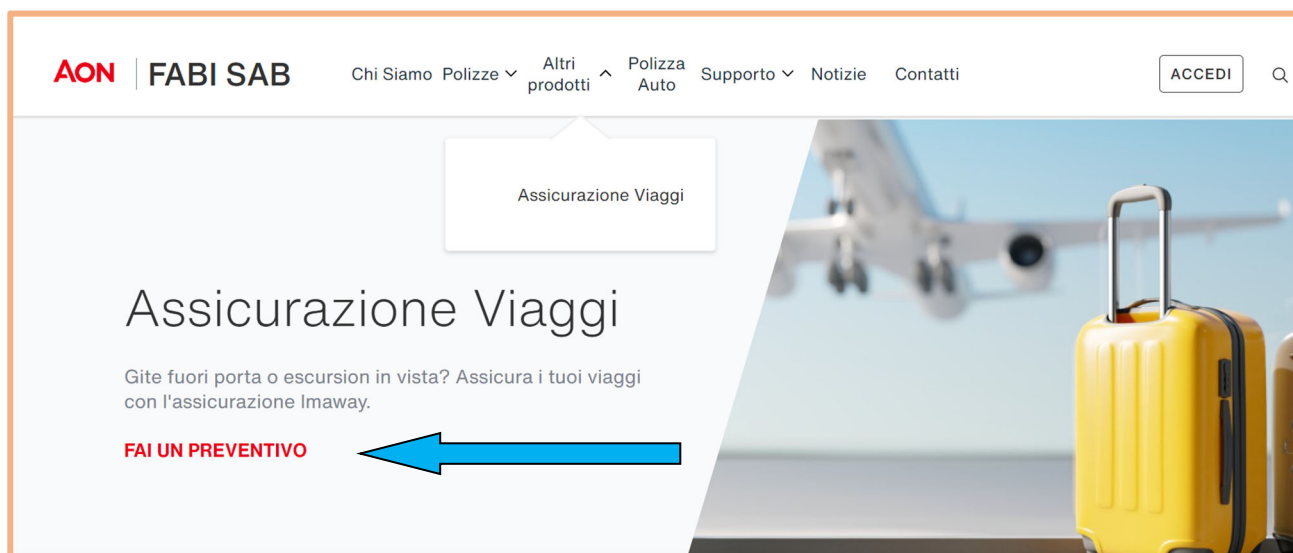 AON FABI SAB
Chi Siamo Polizze Altri prodotti Polizza Auto Supporto Notizie Contatti
ACCEDI
Assicurazione Viaggi
Assicurazione Viaggi
Gite fuori porta o escursion in vista? Assicura i tuoi viaggi
con l'assicurazione Imaway.
FAI UN PREVENTIVO